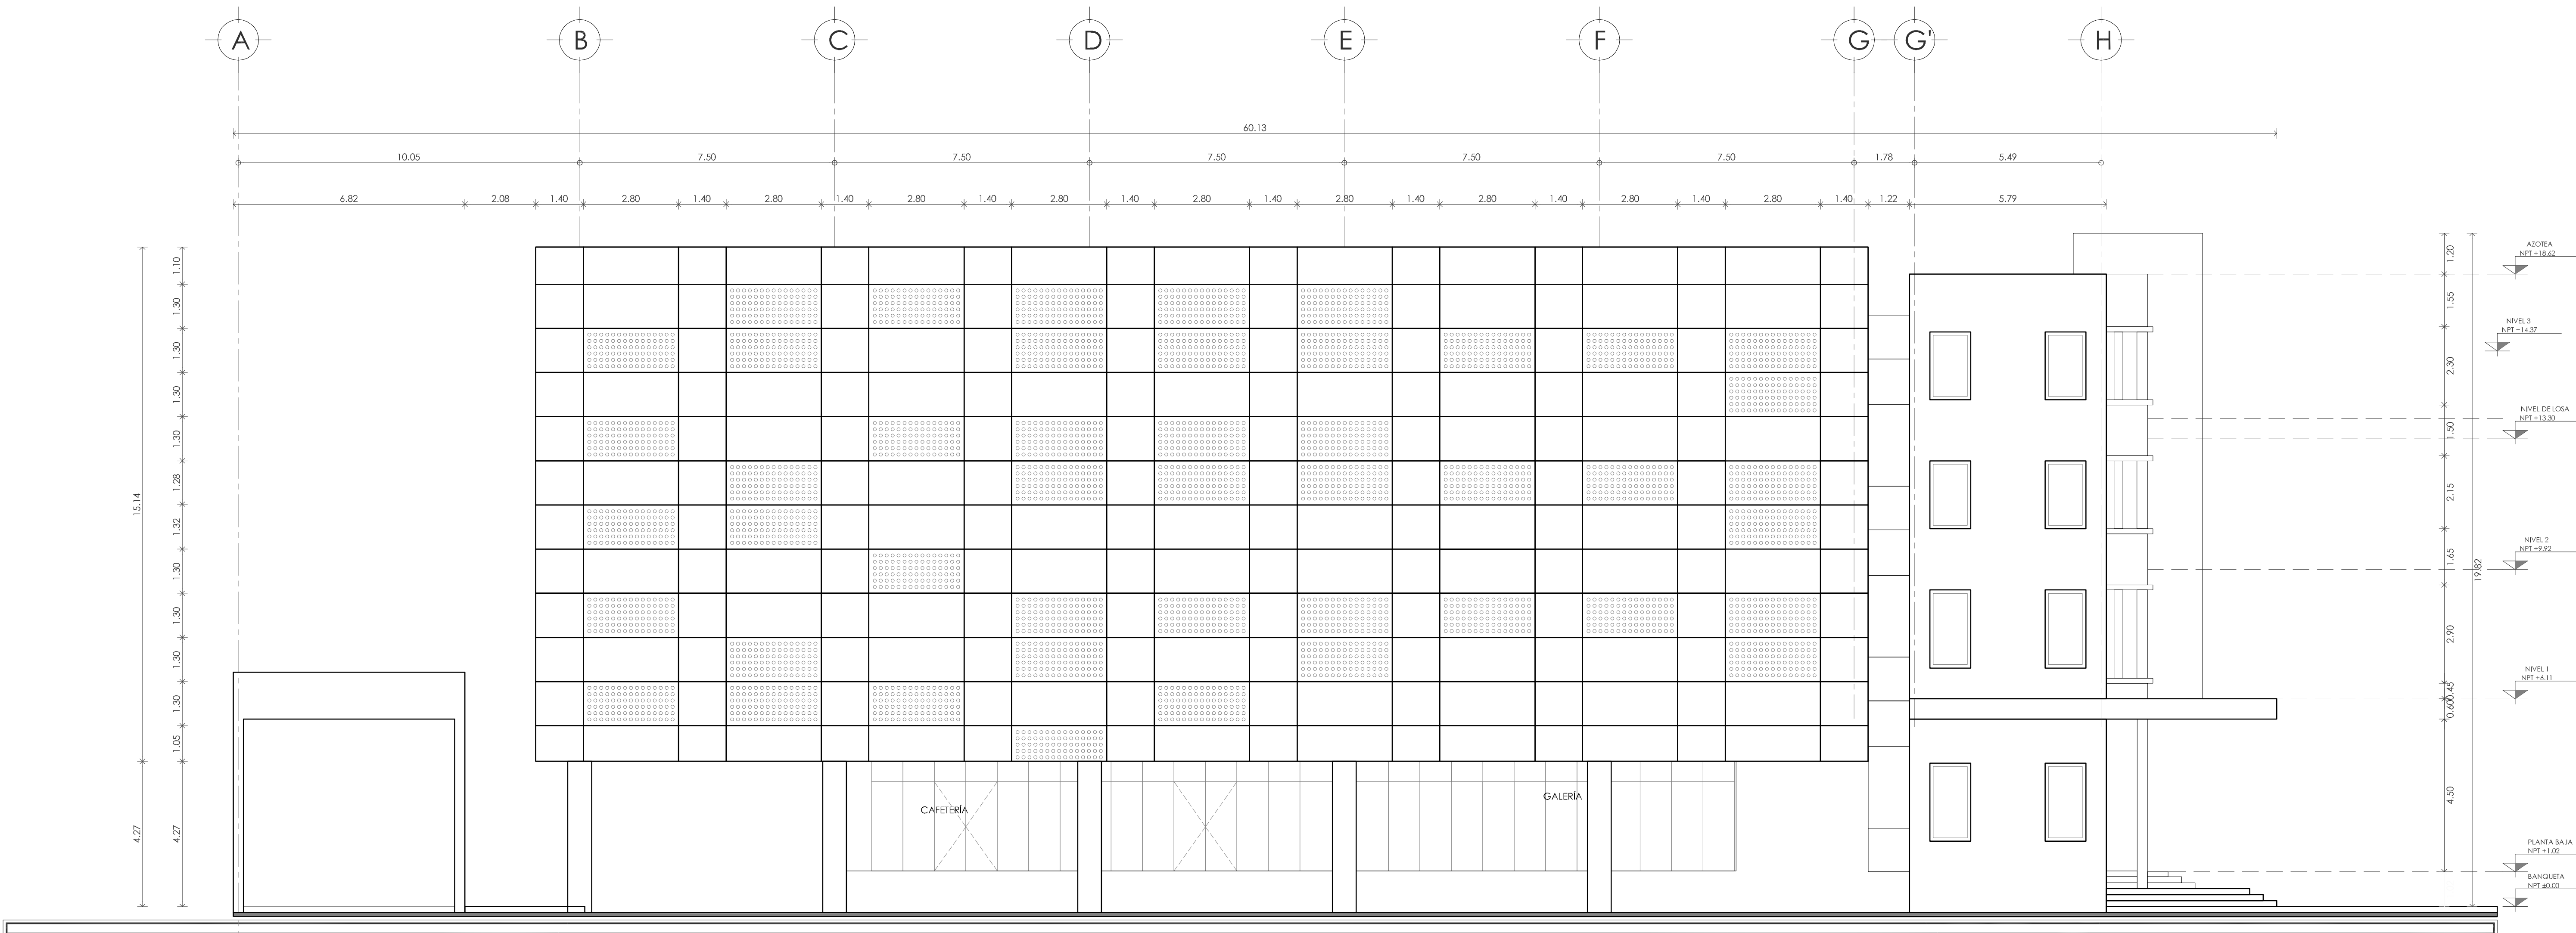 A B C D E F G G' H
60.13
10.05 7.50 7.50 7.50 7.50 7.50 1.78 5.49
6.82 2.08 1.40 2.80 1.40 2.80 1.40 2.80 1.40 2.80 1.40 2.80 1.40 2.80 1.40 2.80 1.40 2.80 1.40 2.80 1.40 1.22 5.79
15.14
4.27
1.10
1.30
1.30
1.30
1.30
1.28
1.32
1.30
1.30
1.30
1.30
1.05
4.27
CAFETERÍA
GALERÍA
1.20
1.55
2.30
1.50
2.15
1.65
2.90
0.45
0.60
4.50
19.82
AZOTEA
NPT +18.62
NIVEL 3
NPT +14.37
NIVEL DE LOSA
NPT +13.30
NIVEL 2
NPT +9.92
NIVEL 1
NPT +6.11
PLANTA BAJA
NPT +1.02
BANQUETA
NPT ±0.00